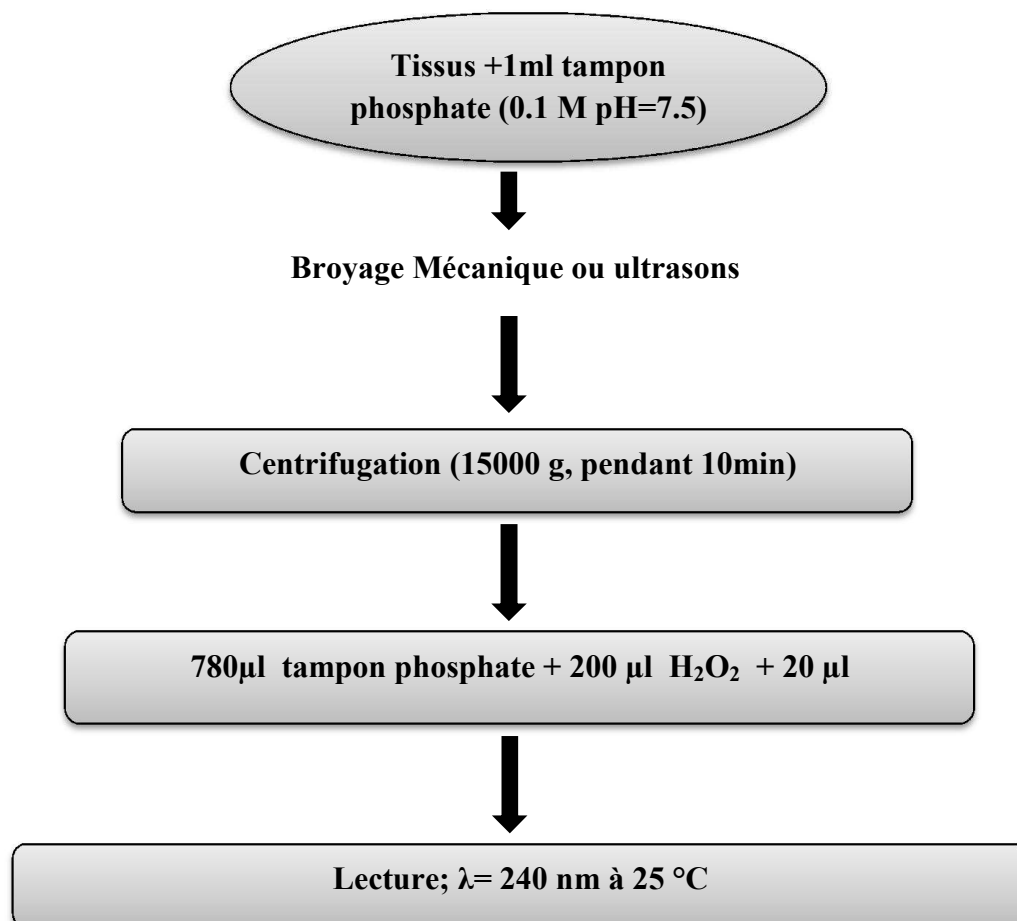 Tissus +1ml tampon
phosphate (0.1 M pH=7.5)
Broyage Mécanique ou ultrasons
Centrifugation (15000 g, pendant 10min)
780µl tampon phosphate + 200 µl H₂O₂ + 20 µl
Lecture; λ= 240 nm à 25 °C